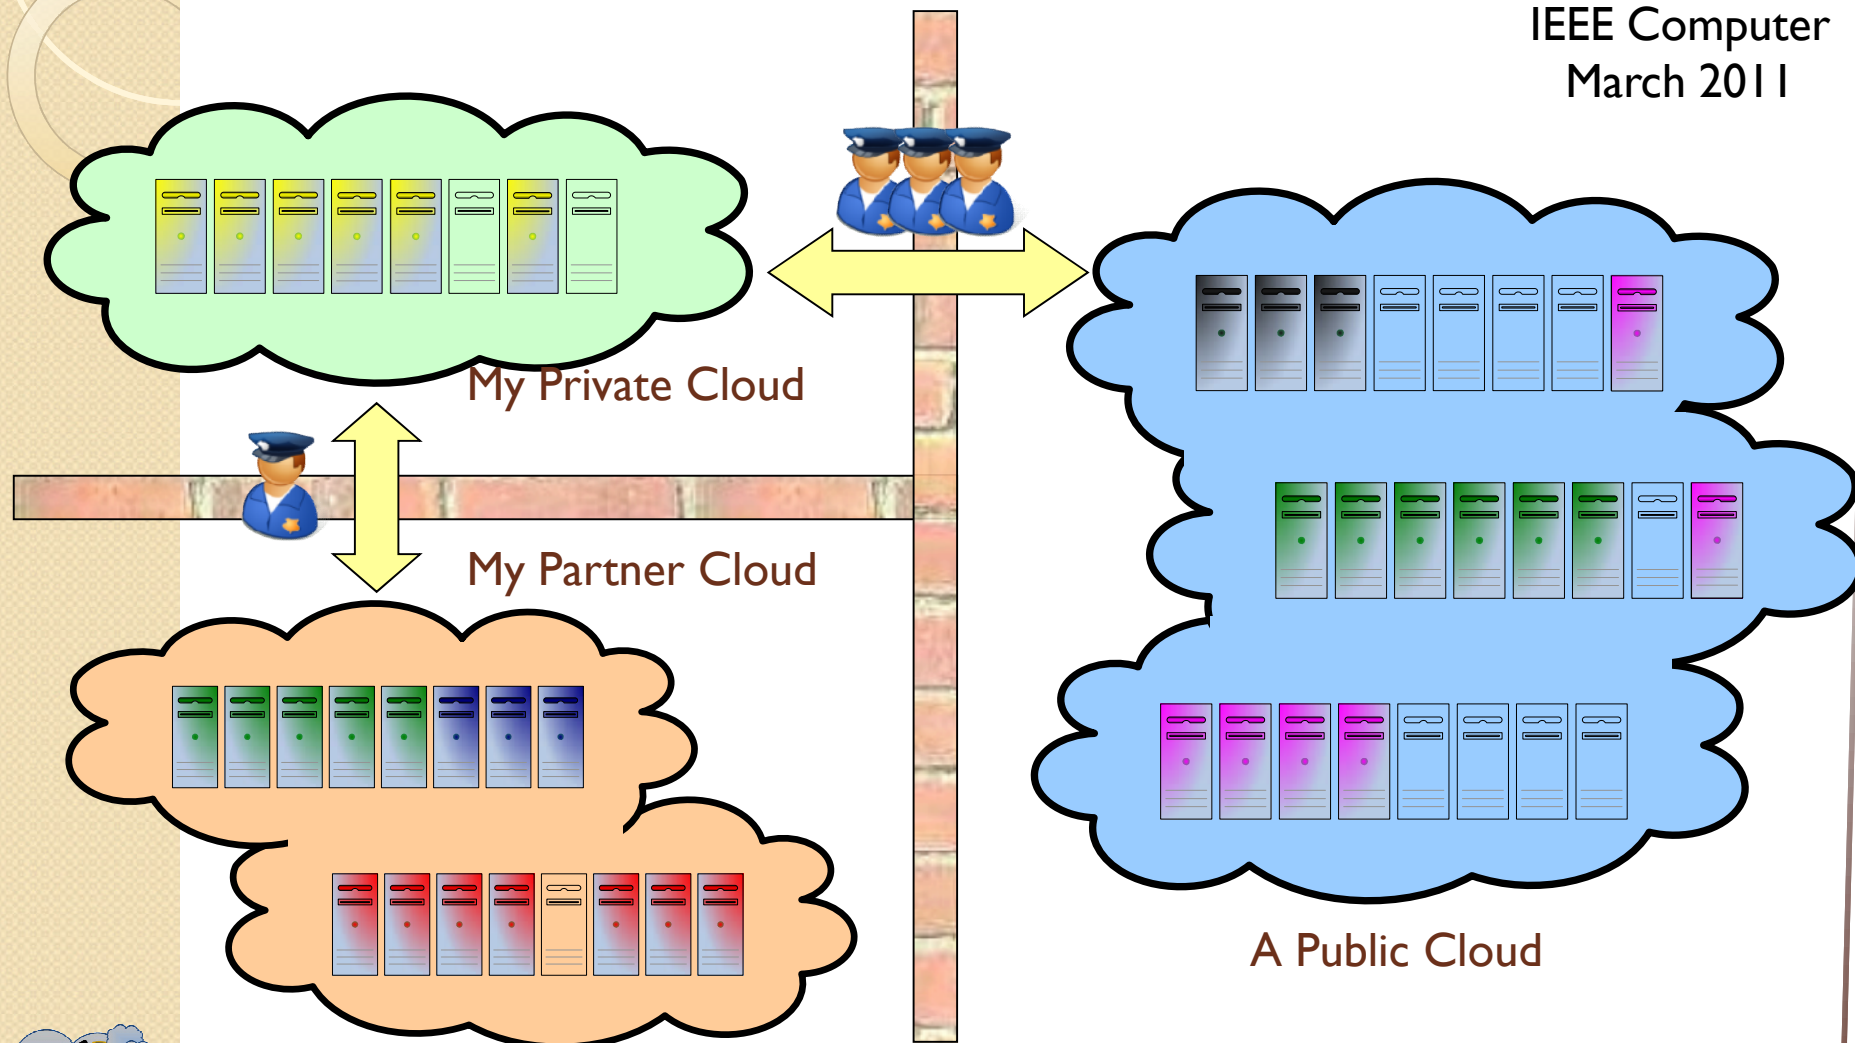 IEEE Computer
March 2011
My Private Cloud
My Partner Cloud
A Public Cloud